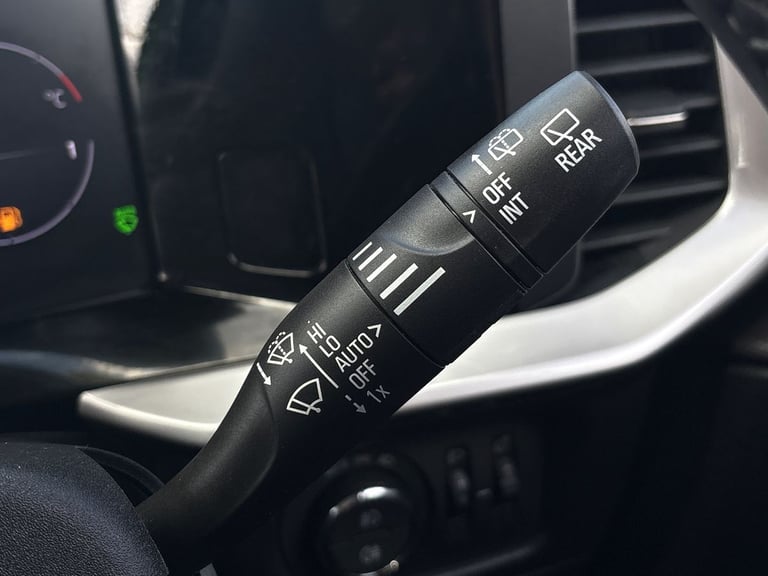 REAR
OFF
INT
HI
LO
AUTO
OFF
1x
°C